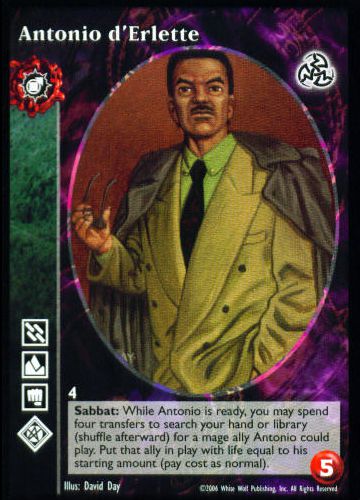 Antonio d'Erlette
4
Sabbat: While Antonio is ready, you may spend
four transfers to search your hand or library
(shuffle afterward) for a mage ally Antonio could
play. Put that ally in play with life equal to his
starting amount (pay cost as normal).
5
Illus: David Day
©2006 White Wolf Publishing, Inc. All Rights Reserved.